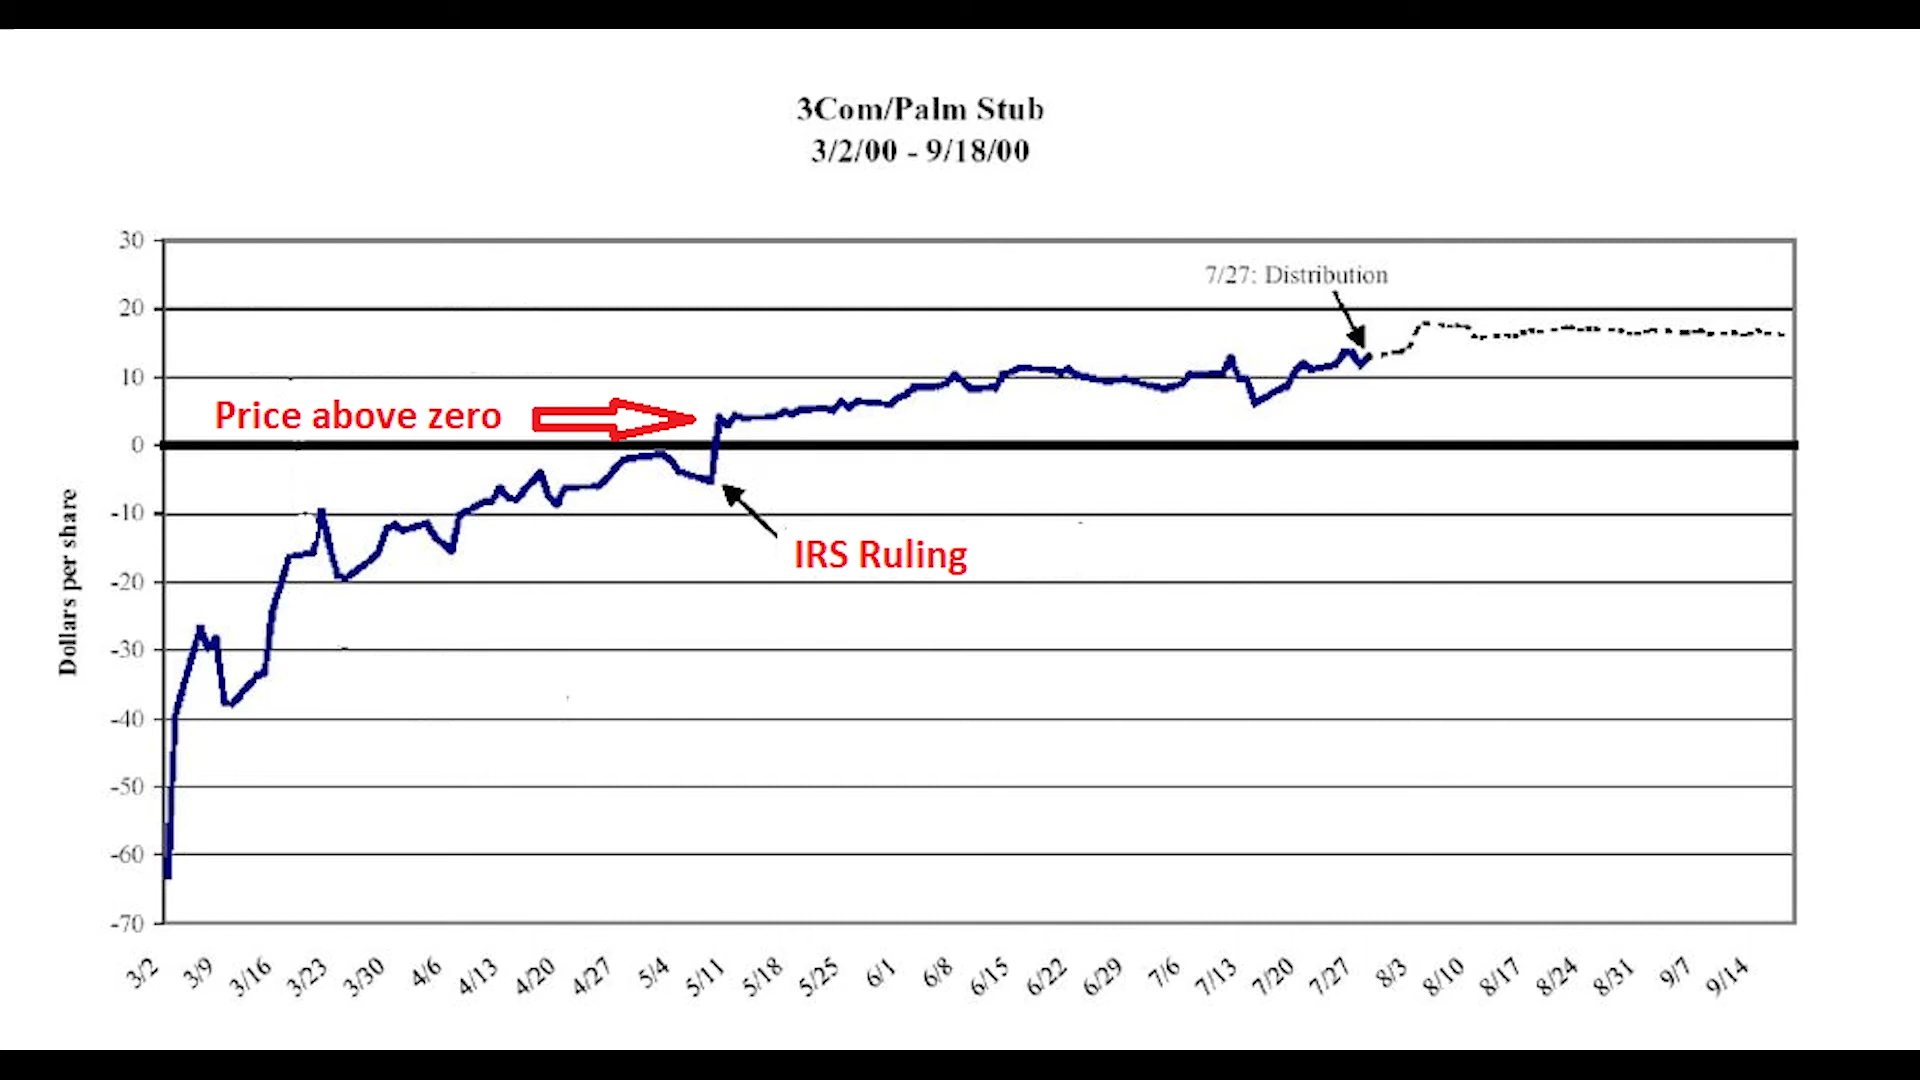 3Com/Palm Stub
3/2/00 - 9/18/00
30
7/27: Distribution
20
10
Price above zero
0
-10
IRS Ruling
-20
-30
-40
-50
-60
-70
Dollars per share
3/2 3/9 3/16 3/23 3/30 4/6 4/13 4/20 4/27 5/4 5/11 5/18 5/25 6/1 6/8 6/15 6/22 6/29 7/6 7/13 7/20 7/27 8/3 8/10 8/17 8/24 8/31 9/7 9/14